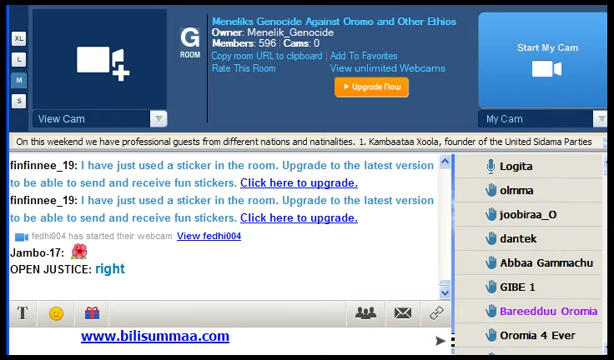 XL
L
M
S
View Cam
G
ROOM
Meneliks Genocide Against Oromo and Other Ethios
Owner: Menelik_Genocide
Members: 596 | Cams: 0
Copy room URL to clipboard | Add To Favorites
Rate This Room View unlimited Webcams
Upgrade Now
Start My Cam
My Cam
On this weekend we have professional guests from different nations and natinalities. 1. Kambaataa Xoola, founder of the United Sidama Parties
finfinnee_19: I have just used a sticker in the room. Upgrade to the latest version
to be able to send and receive fun stickers. Click here to upgrade.
finfinnee_19: I have just used a sticker in the room. Upgrade to the latest version
to be able to send and receive fun stickers. Click here to upgrade.
fedhi004 has started their webcam View fedhi004
Jambo-17:
OPEN JUSTICE: right
T
www.bilisummaa.com
Logita
olmma
joobiraa_O
dantek
Abbaa Gammachu
GIBE 1
Bareedduu Oromia
Oromia 4 Ever